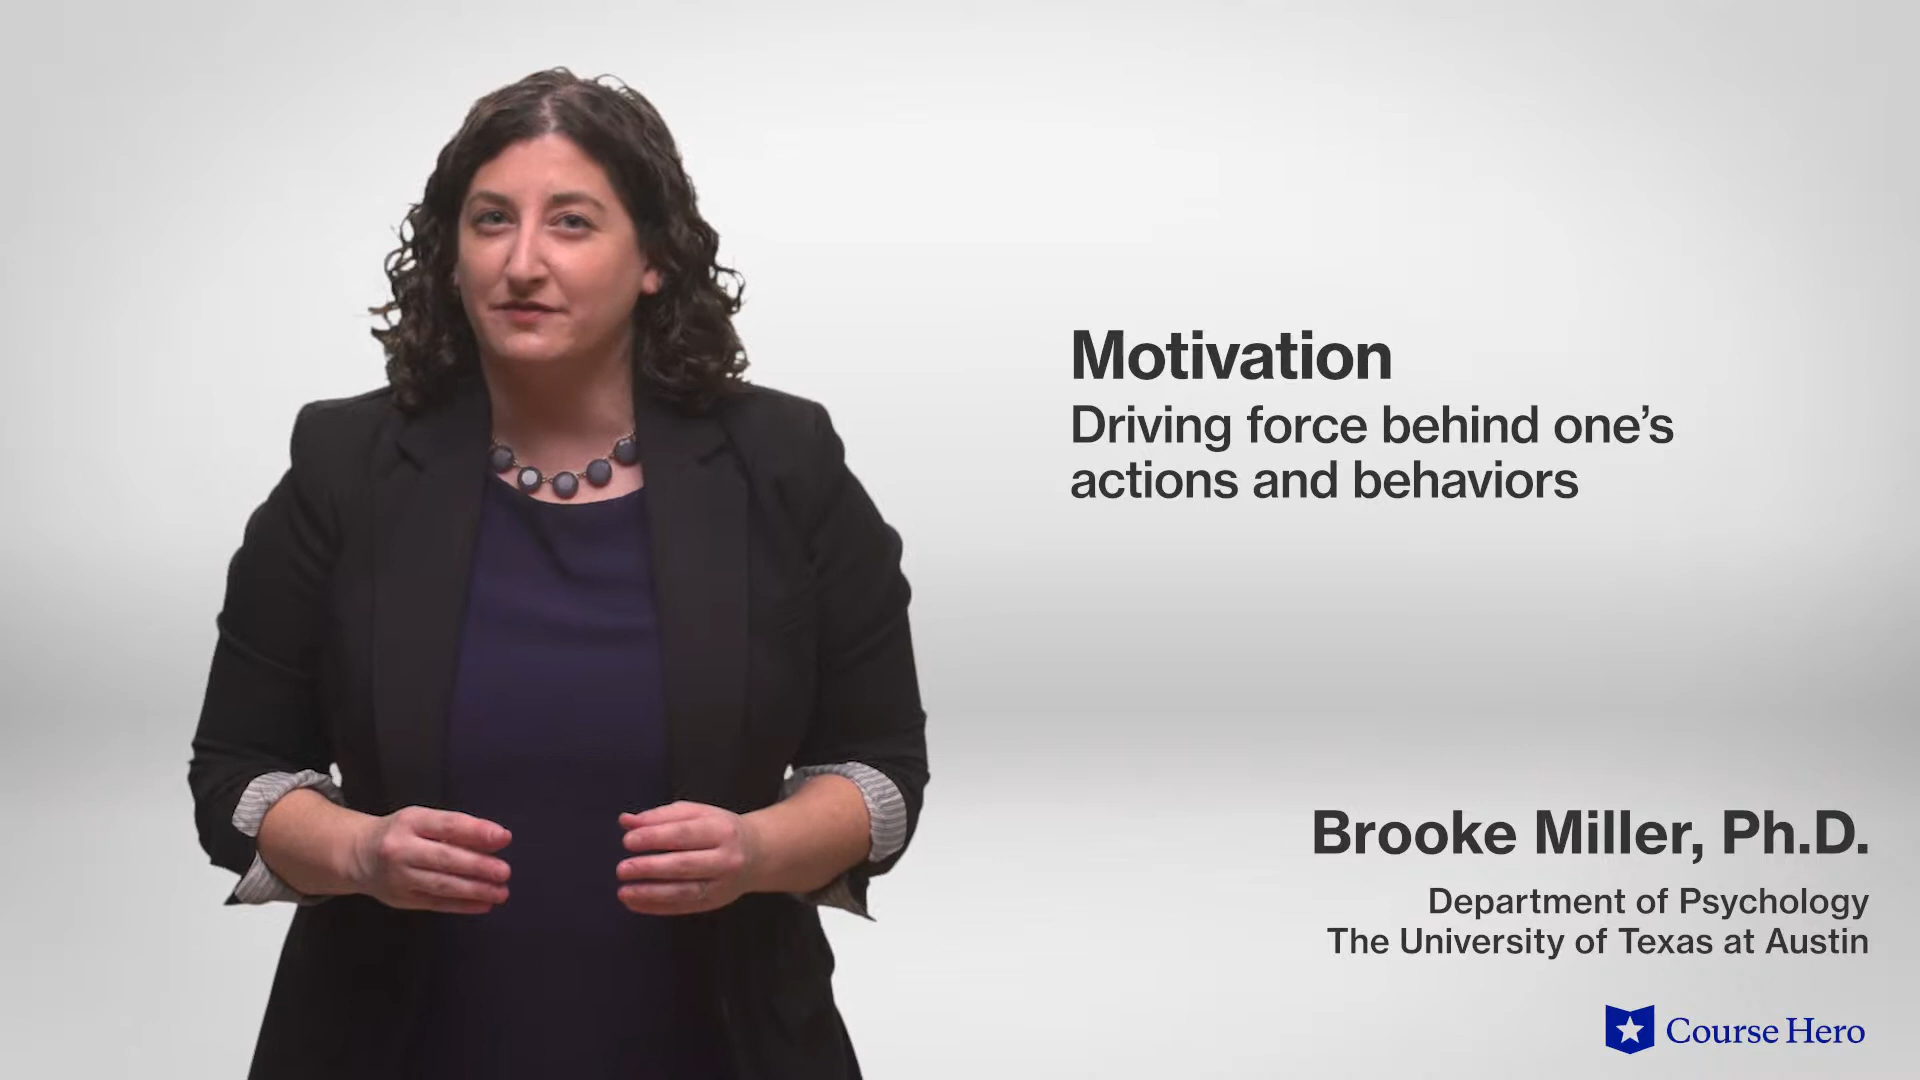 Motivation
Driving force behind one’s
actions and behaviors
Brooke Miller, Ph.D.
Department of Psychology
The University of Texas at Austin
Course Hero